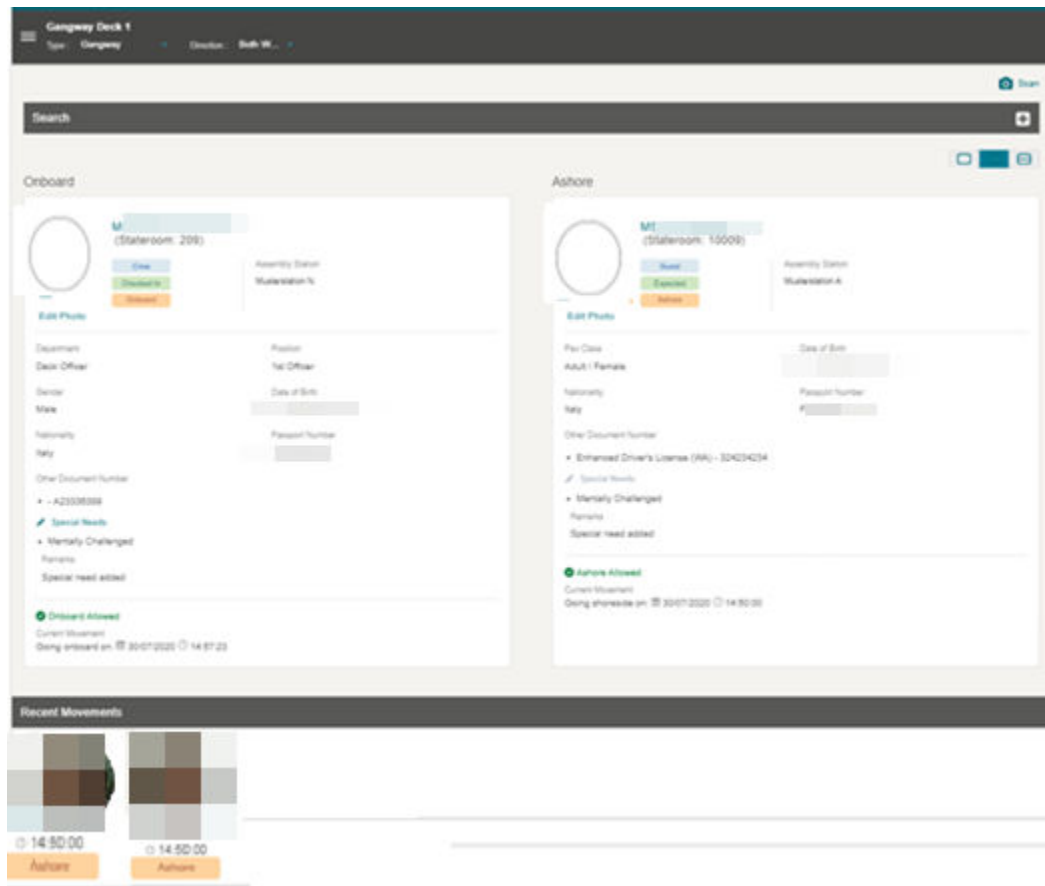 Gangway Deck 1
Type: Gangway Direction: Both W...
Scan
Search
Onboard
Ashore
M
(Stateroom: 209)
Crew
Checked In
Onboard
Assembly Station
Musterstation N
Edit Photo
Department
Deck Officer
Position
1st Officer
Gender
Male
Date of Birth
Nationality
Italy
Passport Number
Other Document Number
Special Needs
• Mentally Challenged
Remarks
Special need added
Onboard Allowed
Current Movement
Going onboard on: 30/07/2020 14:57:23
(Stateroom: 10009)
Guest
Expected
Ashore
Assembly Station
Musterstation A
Edit Photo
Pax Class
Adult / Female
Date of Birth
Nationality
Italy
Passport Number
Other Document Number
• Enhanced Driver's License (WA) - 324234234
Special Needs
• Mentally Challenged
Remarks
Special need added
Ashore Allowed
Current Movement
Going shoreside on: 30/07/2020 14:50:00
Recent Movements
14:50:00
Ashore
14:50:00
Ashore